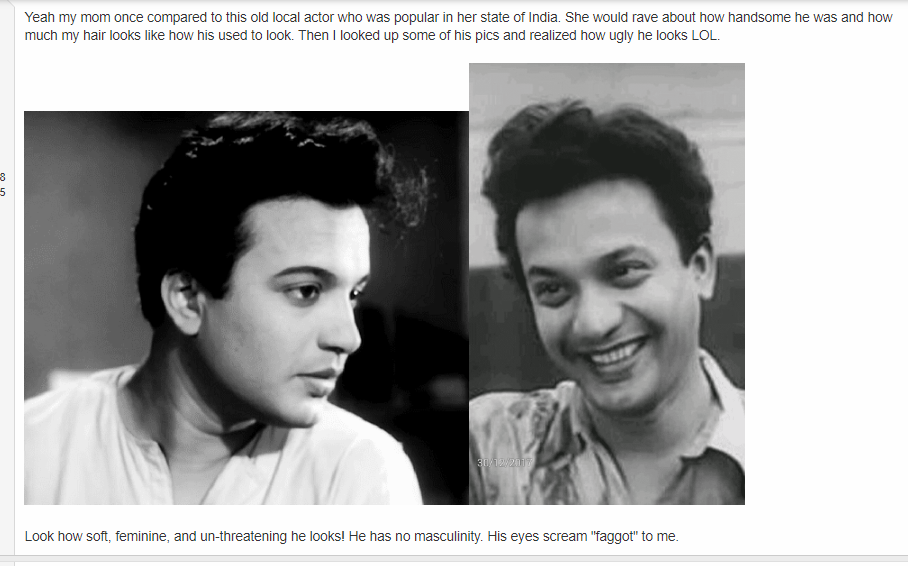 Yeah my mom once compared to this old local actor who was popular in her state of India. She would rave about how handsome he was and how
much my hair looks like how his used to look. Then I looked up some of his pics and realized how ugly he looks LOL.
8
5
Look how soft, feminine, and un-threatening he looks! He has no masculinity. His eyes scream "faggot" to me.